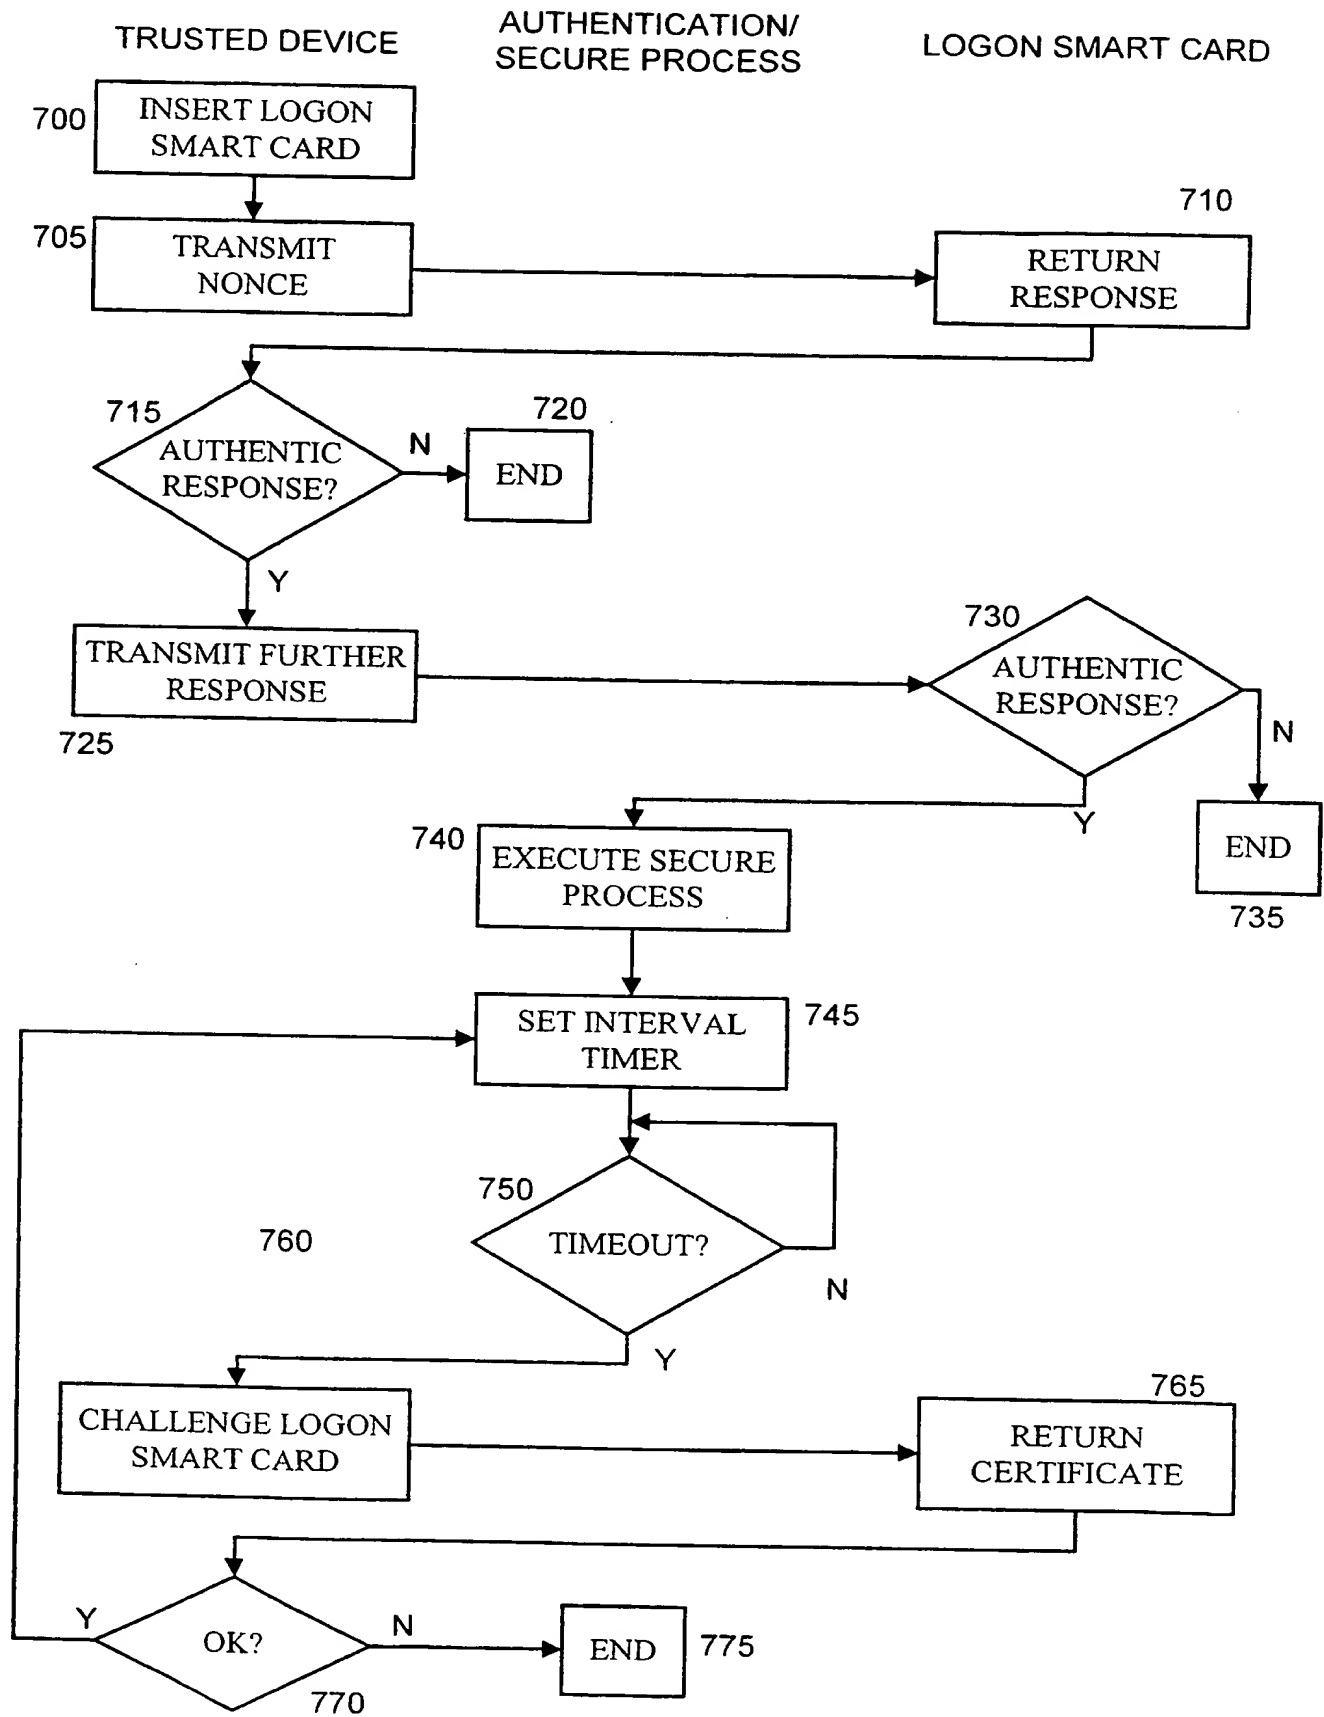 TRUSTED DEVICE
AUTHENTICATION/
SECURE PROCESS
LOGON SMART CARD
700
INSERT LOGON
SMART CARD
705
TRANSMIT
NONCE
710
RETURN
RESPONSE
715
AUTHENTIC
RESPONSE?
N
720
END
Y
TRANSMIT FURTHER
RESPONSE
725
730
AUTHENTIC
RESPONSE?
N
Y
END
735
740
EXECUTE SECURE
PROCESS
SET INTERVAL
TIMER
745
750
TIMEOUT?
N
Y
760
CHALLENGE LOGON
SMART CARD
765
RETURN
CERTIFICATE
Y
OK?
N
770
END
775